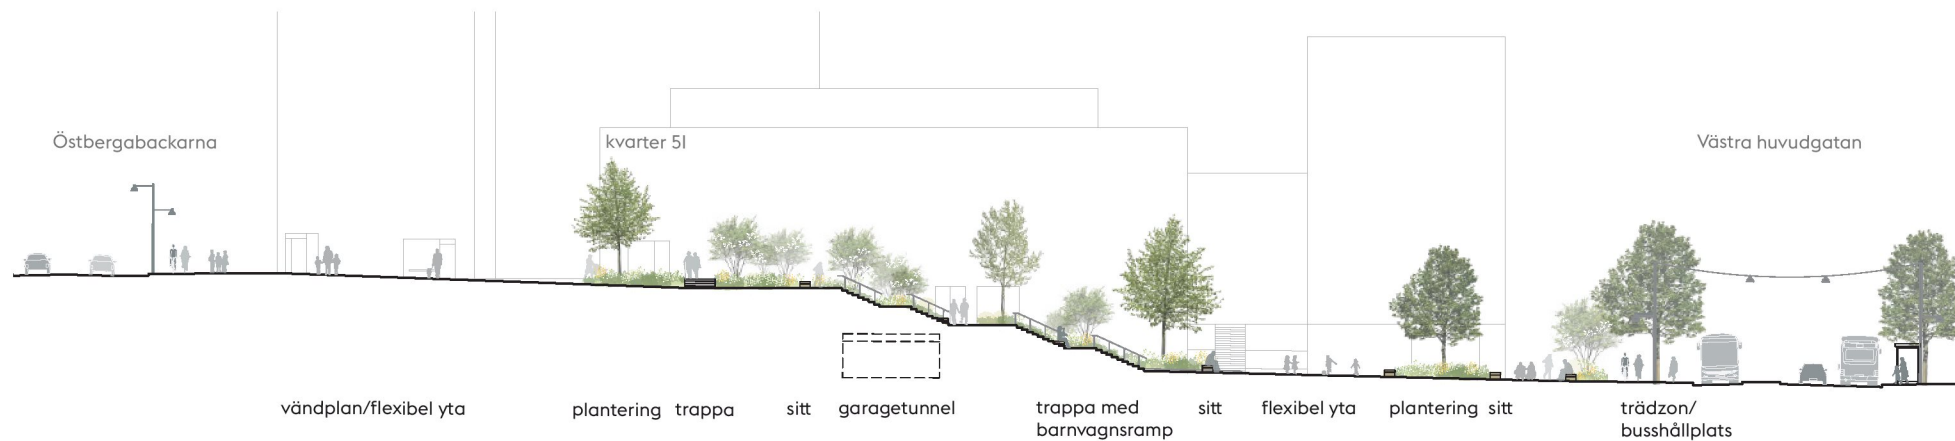 Östbergabackarna
kvarter 5I
Västra huvudgatan
vändplan/flexibel yta
plantering
trappa
sitt
garagetunnel
trappa med
barnvagnsramp
sitt
flexibel yta
plantering
sitt
trädzon/
busshållplats